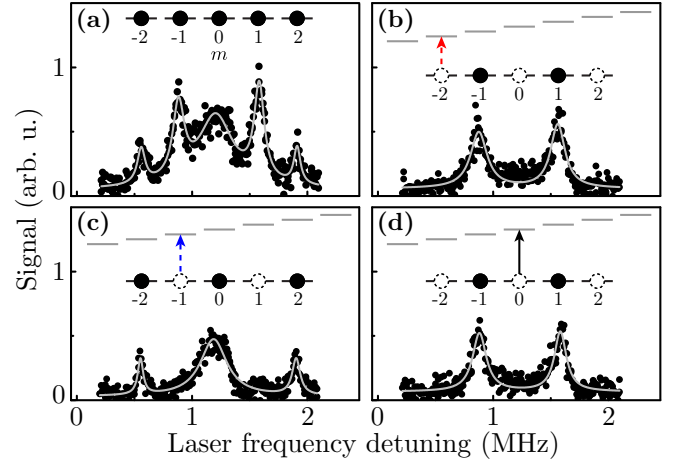 (a)
-2 -1 0 1 2
m
1
0
(b)
-2 -1 0 1 2
(c)
-2 -1 0 1 2
1
0
0 1 2
(d)
-2 -1 0 1 2
0 1 2
Signal (arb. u.)
Laser frequency detuning (MHz)